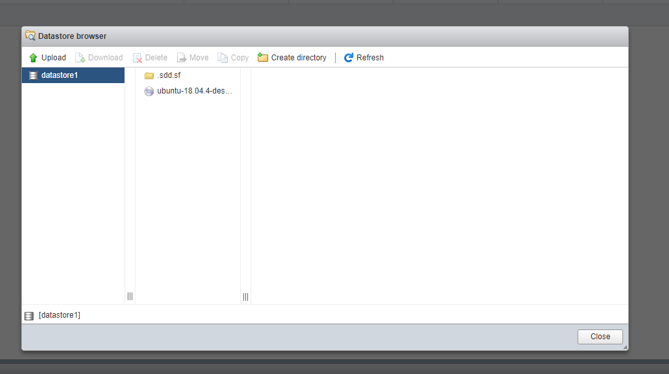 Datastore browser
Upload Download Delete Move Copy Create directory Refresh
datastore1
.sdd.sf
ubuntu-18.04.4-des...
[datastore1]
Close